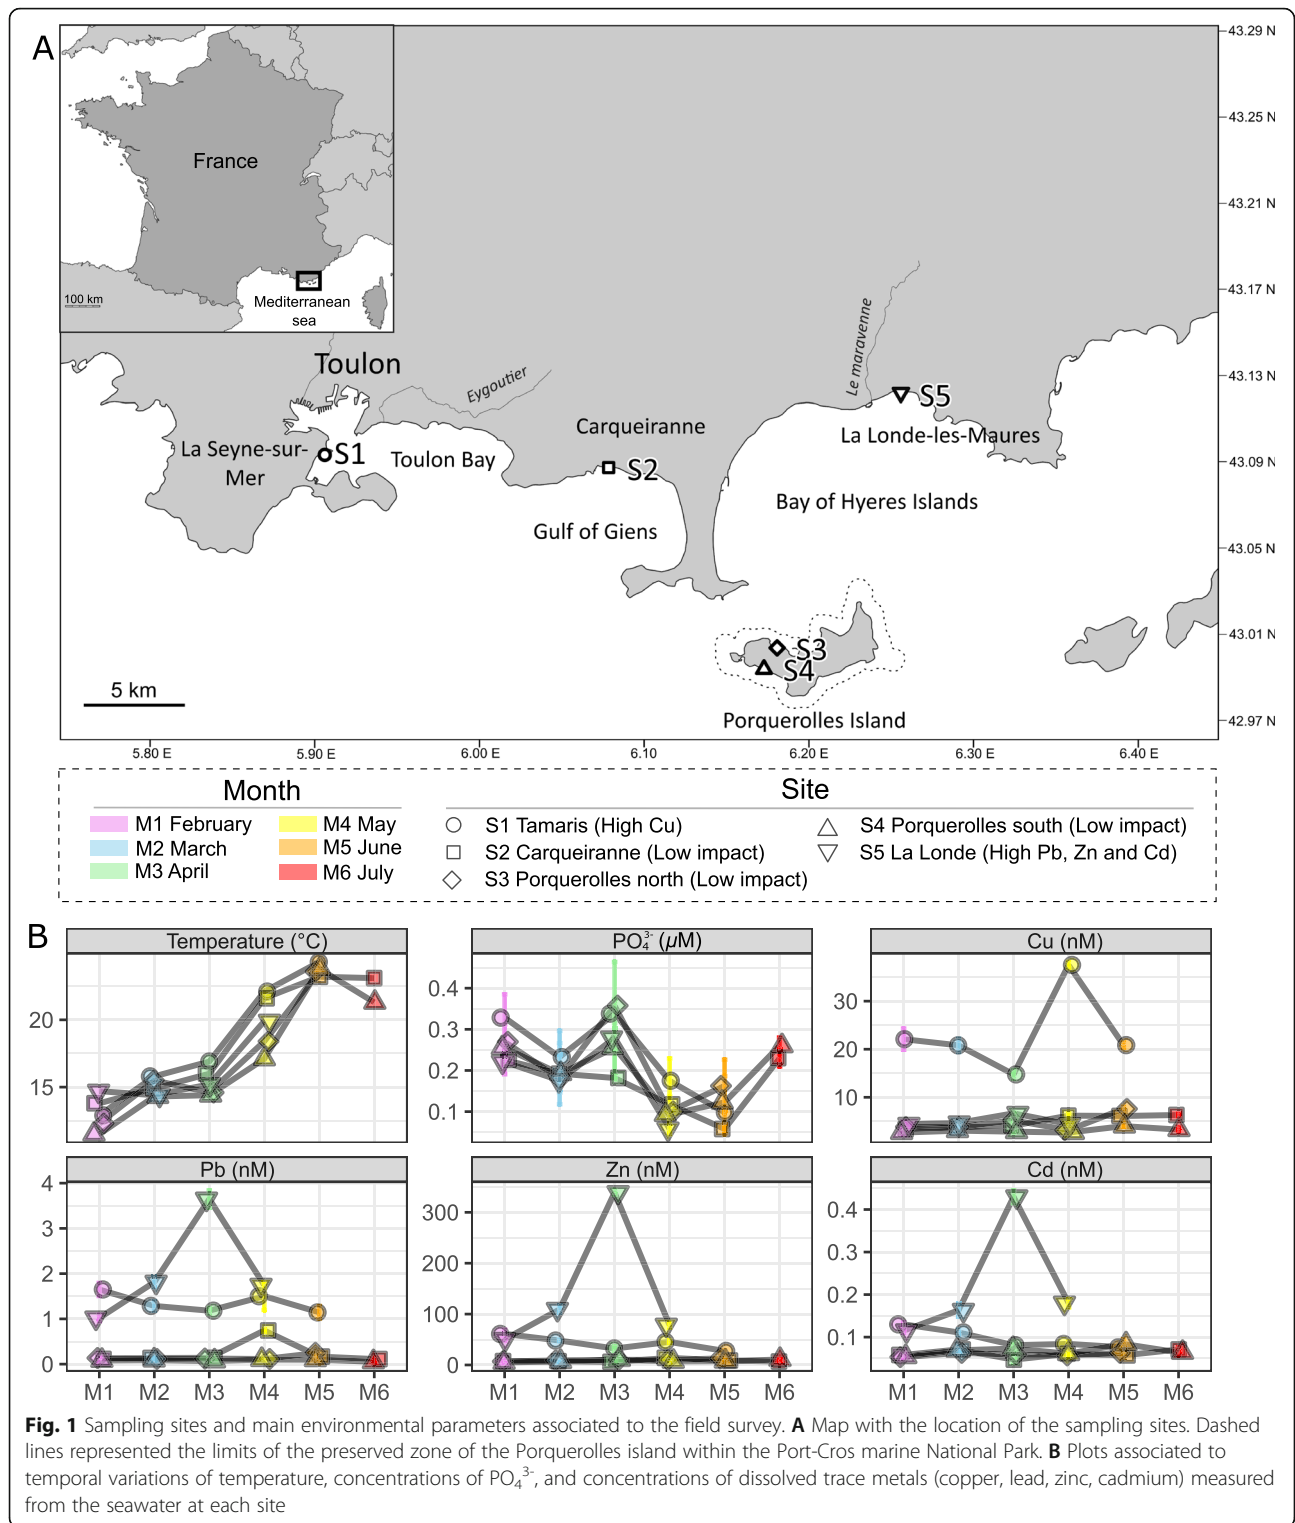 A
France
100 km
Mediterranean
sea
43.29 N
43.25 N
43.21 N
43.17 N
43.13 N
43.09 N
43.05 N
43.01 N
42.97 N
Toulon
Eygoutier
Le maravenne
S5
La Londe-les-Maures
Carqueiranne
La Seyne-sur-
Mer
S1
Toulon Bay
S2
Bay of Hyeres Islands
Gulf of Giens
S3
S4
Porquerolles Island
5 km
5.80 E
5.90 E
6.00 E
6.10 E
6.20 E
6.30 E
6.40 E
Month
M1 February
M2 March
M3 April
M4 May
M5 June
M6 July
Site
S1 Tamaris (High Cu)
S2 Carqueiranne (Low impact)
S3 Porquerolles north (Low impact)
S4 Porquerolles south (Low impact)
S5 La Londe (High Pb, Zn and Cd)
B
Temperature (°C)
20
15
PO₄³⁻ (µM)
0.4
0.3
0.2
0.1
Cu (nM)
30
20
10
Pb (nM)
4
3
2
1
0
M1 M2 M3 M4 M5 M6
Zn (nM)
300
200
100
0
M1 M2 M3 M4 M5 M6
Cd (nM)
0.4
0.3
0.2
0.1
M1 M2 M3 M4 M5 M6
Fig. 1 Sampling sites and main environmental parameters associated to the field survey. A Map with the location of the sampling sites. Dashed
lines represented the limits of the preserved zone of the Porquerolles island within the Port-Cros marine National Park. B Plots associated to
temporal variations of temperature, concentrations of PO₄³⁻, and concentrations of dissolved trace metals (copper, lead, zinc, cadmium) measured
from the seawater at each site